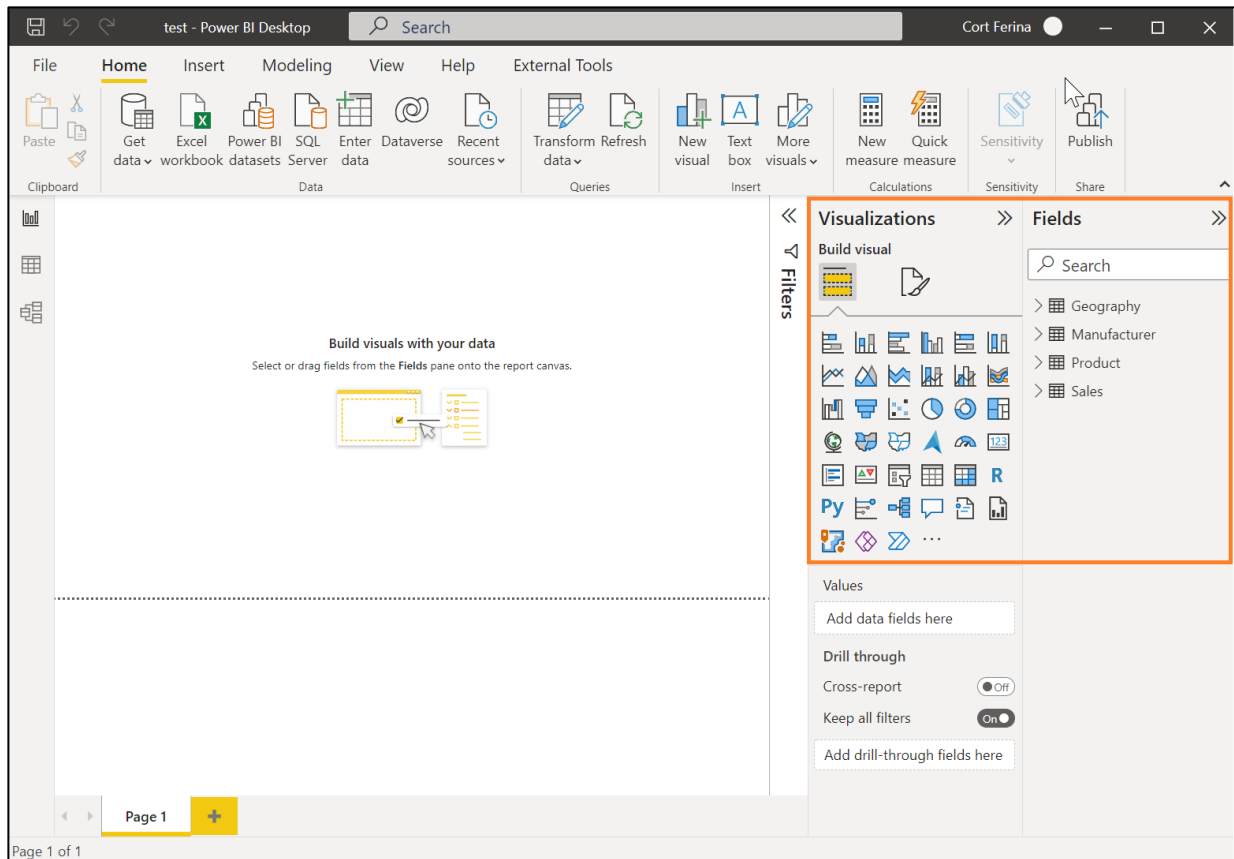 test - Power BI Desktop
Search
Cort Ferina
File Home Insert Modeling View Help External Tools
Paste
Get data
Excel workbook
Power BI datasets
SQL Server
Enter data
Dataverse
Recent sources
Transform data
Refresh
New visual
Text box
More visuals
New measure
Quick measure
Sensitivity
Publish
Clipboard
Data
Queries
Insert
Calculations
Sensitivity
Share
Build visuals with your data
Select or drag fields from the Fields pane onto the report canvas.
Filters
Visualizations
Build visual
123
R
Py
Values
Add data fields here
Drill through
Cross-report
Off
Keep all filters
On
Add drill-through fields here
Fields
Search
Geography
Manufacturer
Product
Sales
Page 1
Page 1 of 1